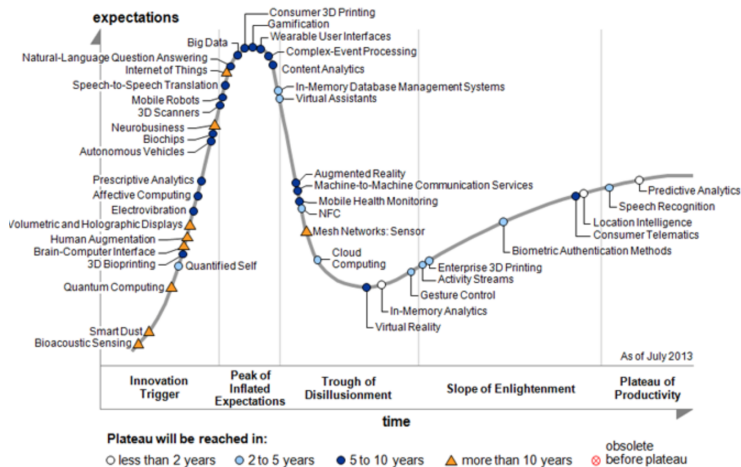 expectations
Consumer 3D Printing
Gamification
Wearable User Interfaces
Big Data
Complex-Event Processing
Natural-Language Question Answering
Content Analytics
Internet of Things
Speech-to-Speech Translation
In-Memory Database Management Systems
Mobile Robots
Virtual Assistants
3D Scanners
Neurobusiness
Biochips
Autonomous Vehicles
Augmented Reality
Prescriptive Analytics
Machine-to-Machine Communication Services
Predictive Analytics
Affective Computing
Mobile Health Monitoring
Speech Recognition
Electrovibration
NFC
Location Intelligence
Volumetric and Holographic Displays
Mesh Networks: Sensor
Consumer Telematics
Human Augmentation
Brain-Computer Interface
Biometric Authentication Methods
3D Bioprinting
Quantified Self
Cloud
Computing
Enterprise 3D Printing
Activity Streams
Quantum Computing
Gesture Control
In-Memory Analytics
Virtual Reality
Smart Dust
Bioacoustic Sensing
As of July 2013
Innovation
Trigger
Peak of
Inflated
Expectations
Trough of
Disillusionment
Slope of Enlightenment
Plateau of
Productivity
time
Plateau will be reached in:
less than 2 years
2 to 5 years
5 to 10 years
more than 10 years
obsolete
before plateau